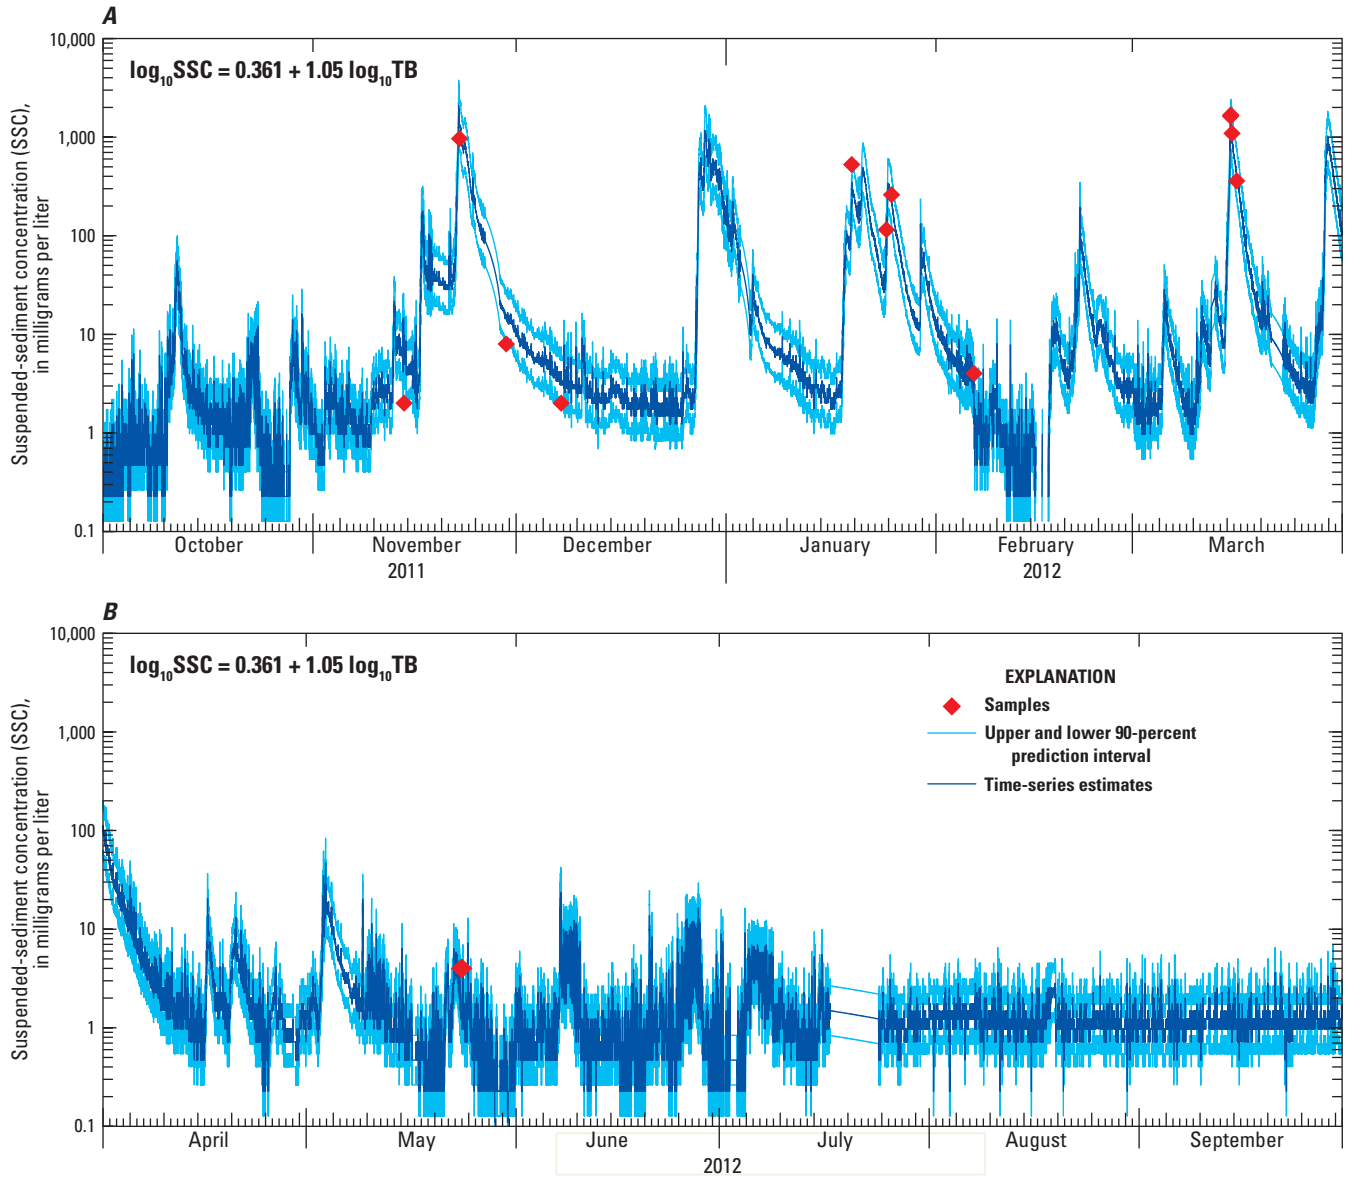 A
log10SSC = 0.361 + 1.05 log10TB
Suspended-sediment concentration (SSC),
in milligrams per liter
10,000
1,000
100
10
1
0.1
October November December January February March
2011 2012
B
log10SSC = 0.361 + 1.05 log10TB
Suspended-sediment concentration (SSC),
in milligrams per liter
10,000
1,000
100
10
1
0.1
EXPLANATION
Samples
Upper and lower 90-percent
prediction interval
Time-series estimates
April May June July August September
2012